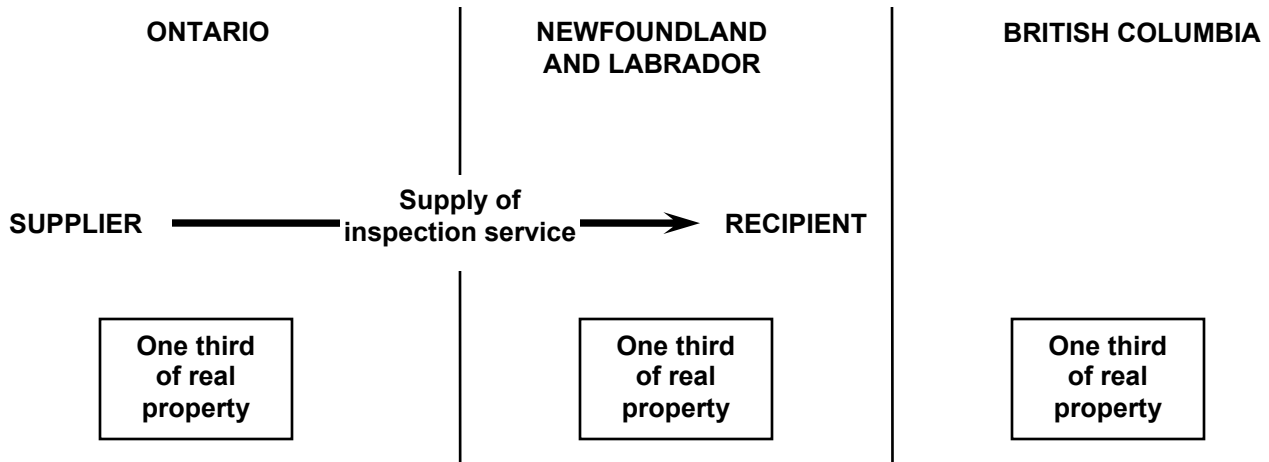 ONTARIO
NEWFOUNDLAND
AND LABRADOR
BRITISH COLUMBIA
SUPPLIER
Supply of
inspection service
RECIPIENT
One third
of real
property
One third
of real
property
One third
of real
property